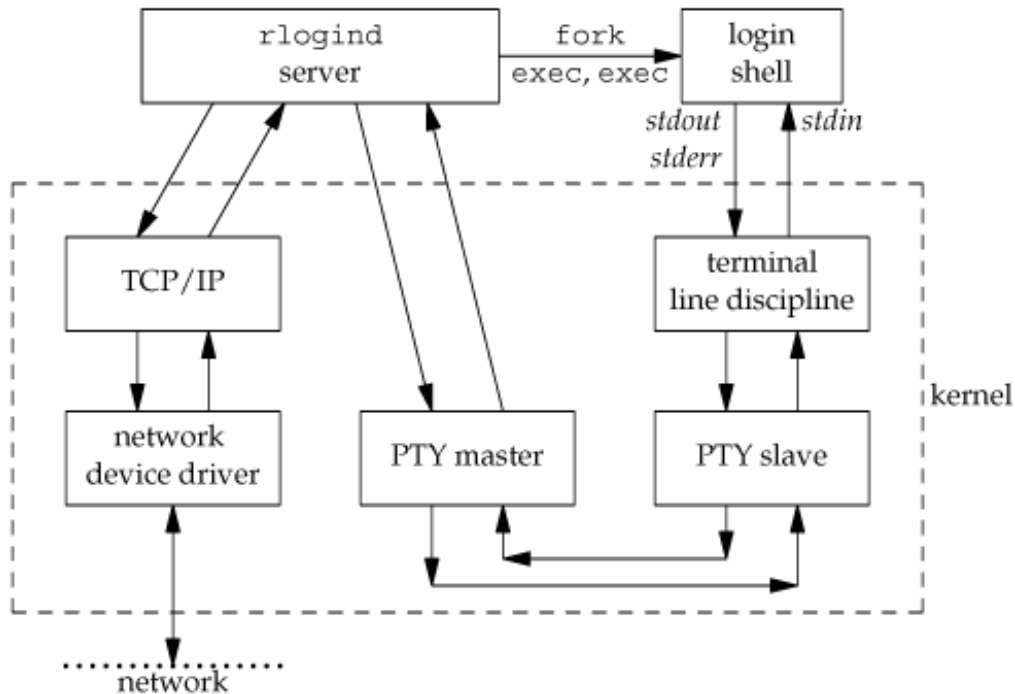 rlogind
server
fork
exec, exec
login
shell
stdout
stderr
stdin
TCP/IP
terminal
line discipline
kernel
network
device driver
PTY master
PTY slave
network